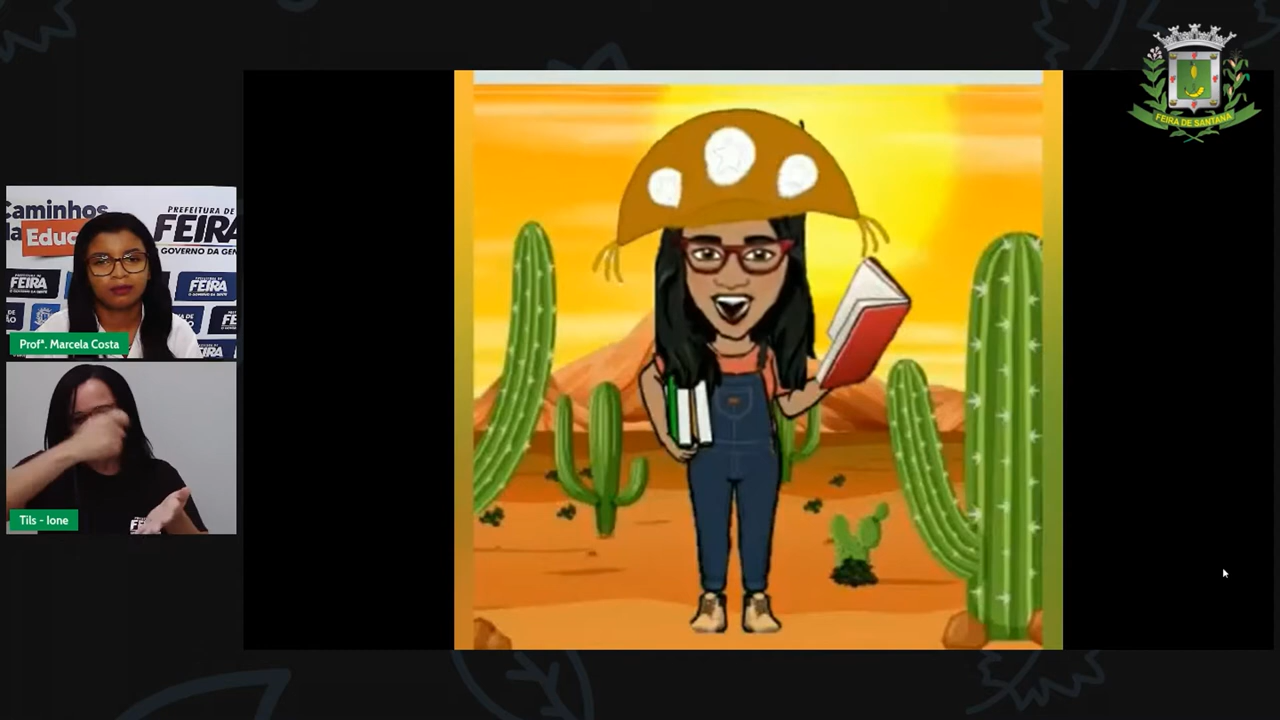 FEIRA DE SANTANA
Caminhos
da Educ
PREFEITURA DE
FEIRA
GOVERNO DA GEN
FEIRA
FEIRA
Profª. Marcela Costa
Tils - Ione